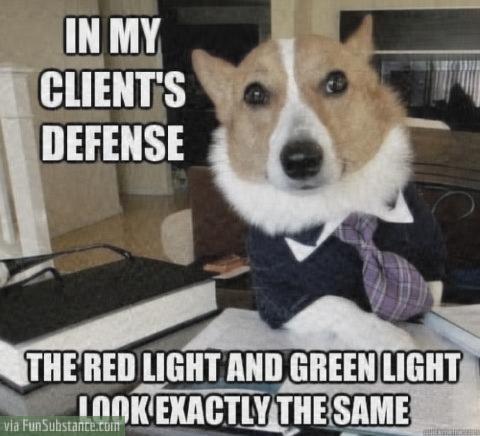 IN MY
CLIENT'S
DEFENSE
THE RED LIGHT AND GREEN LIGHT
LOOK EXACTLY THE SAME
via FunSubstance.com